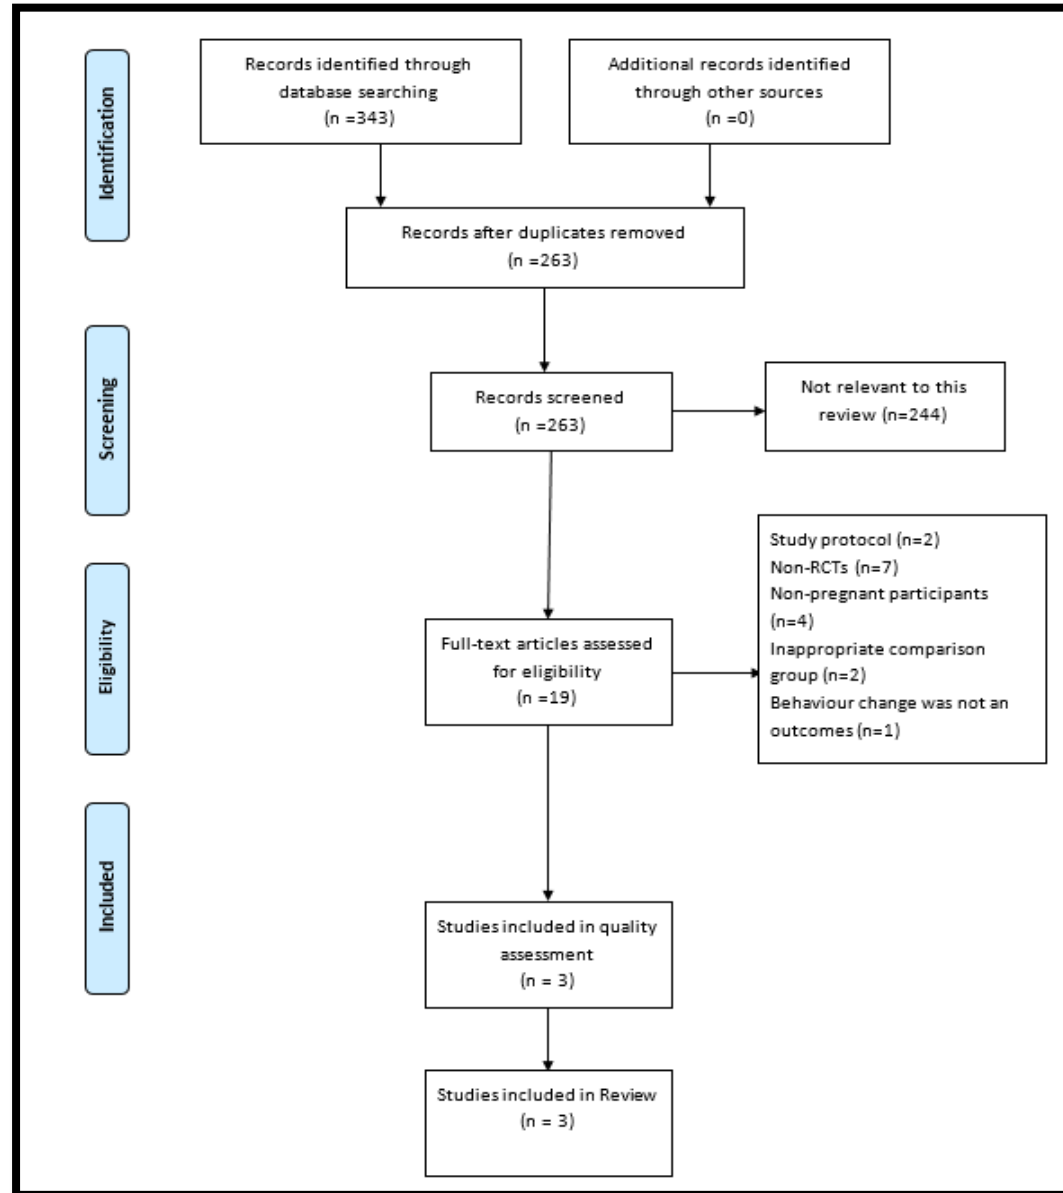 Identification
Records identified through
database searching
(n =343)
Additional records identified
through other sources
(n =0)
Records after duplicates removed
(n =263)
Screening
Records screened
(n =263)
Not relevant to this
review (n=244)
Eligibility
Full-text articles assessed
for eligibility
(n =19)
Study protocol (n=2)
Non-RCTs (n=7)
Non-pregnant participants
(n=4)
Inappropriate comparison
group (n=2)
Behaviour change was not an
outcomes (n=1)
Included
Studies included in quality
assessment
(n = 3)
Studies included in Review
(n = 3)